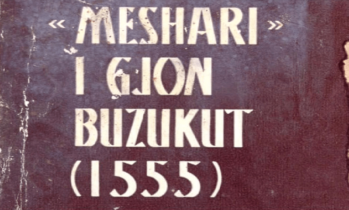 « MESHARI »
I GJON
BUZUKUT
(1555)